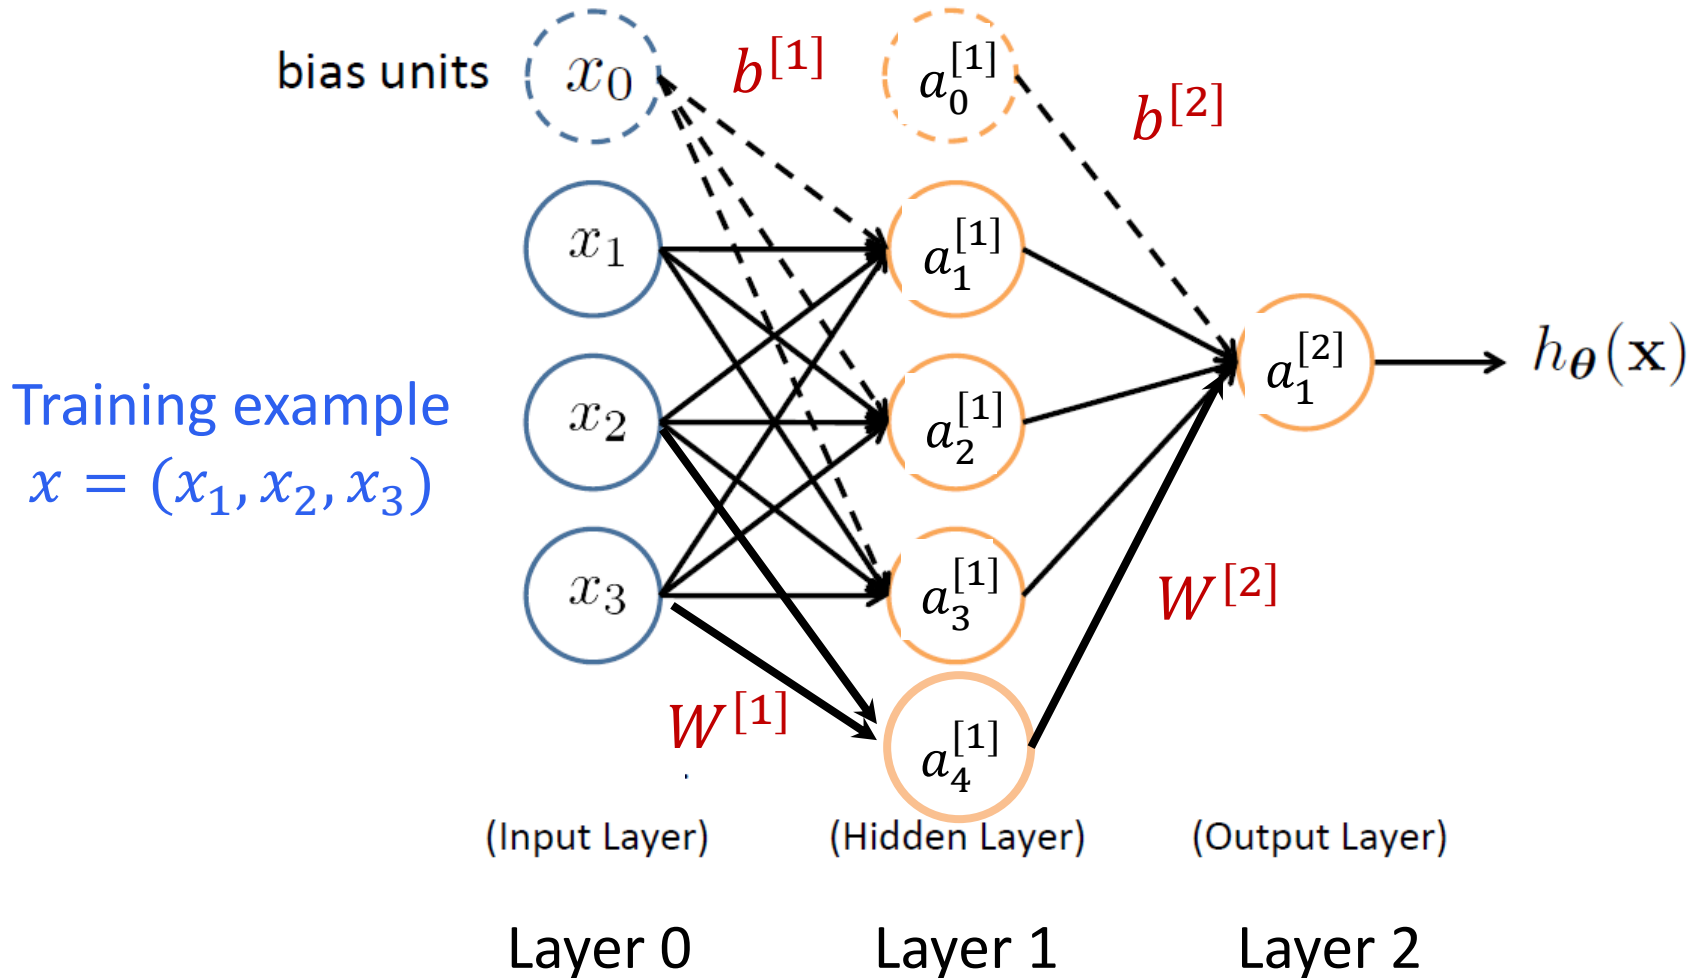 bias units
x₀
b^[1]
a₀^[1]
b^[2]
x₁
a₁^[1]
Training example
x = (x₁, x₂, x₃)
x₂
a₂^[1]
a₁^[2]
h_θ(x)
x₃
a₃^[1]
W^[2]
W^[1]
a₄^[1]
(Input Layer)
(Hidden Layer)
(Output Layer)
Layer 0
Layer 1
Layer 2